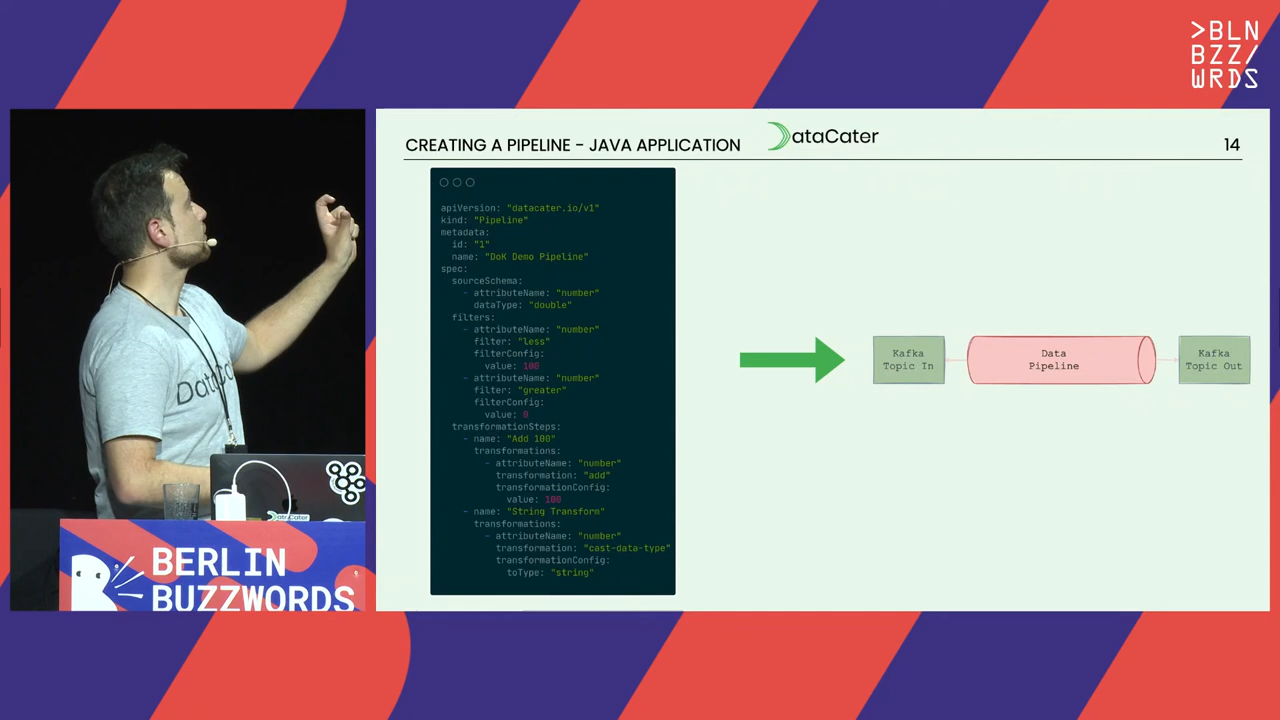 >BLN
BZZ/
WRDS
CREATING A PIPELINE - JAVA APPLICATION
DataCater
14
apiVersion: "datacater.io/v1"
kind: "Pipeline"
metadata:
id: "1"
name: "DoK Demo Pipeline"
spec:
sourceSchema:
- attributeName: "number"
dataType: "double"
filters:
- attributeName: "number"
filter: "less"
filterConfig:
value: 100
- attributeName: "number"
filter: "greater"
filterConfig:
value: 0
transformationSteps:
- name: "Add 100"
transformations:
- attributeName: "number"
transformation: "add"
transformationConfig:
value: 100
- name: "String Transform"
transformations:
- attributeName: "number"
transformation: "cast-data-type"
transformationConfig:
toType: "string"
Kafka
Topic In
Data
Pipeline
Kafka
Topic Out
DataCater
BERLIN
BUZZWORDS